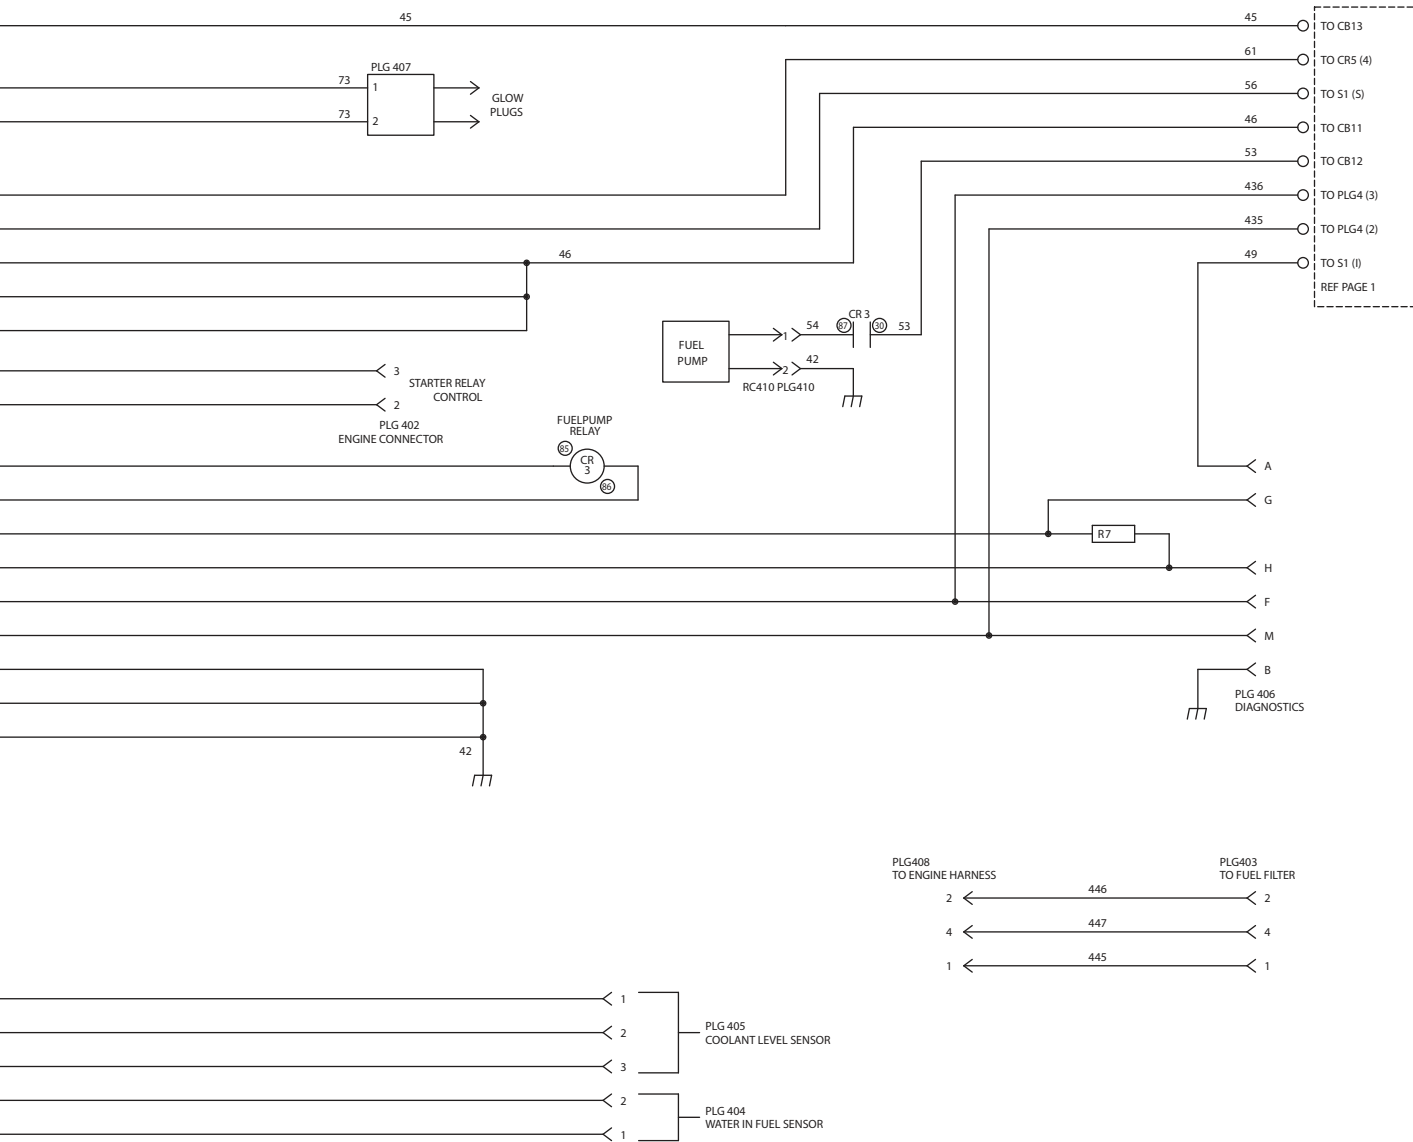 45
45
TO CB13
61
TO CR5 (4)
PLG 407
73
1
GLOW
PLUGS
73
2
56
TO S1 (S)
46
TO CB11
53
TO CB12
436
TO PLG4 (3)
435
TO PLG4 (2)
46
49
TO S1 (I)
REF PAGE 1
FUEL
PUMP
1
54
87
CR 3
30
53
2
42
RC410 PLG410
3
STARTER RELAY
CONTROL
2
PLG 402
ENGINE CONNECTOR
FUELPUMP
RELAY
85
CR
3
86
A
G
R7
H
F
M
B
PLG 406
DIAGNOSTICS
42
PLG408
TO ENGINE HARNESS
PLG403
TO FUEL FILTER
2
446
2
4
447
4
1
445
1
1
2
3
PLG 405
COOLANT LEVEL SENSOR
2
1
PLG 404
WATER IN FUEL SENSOR